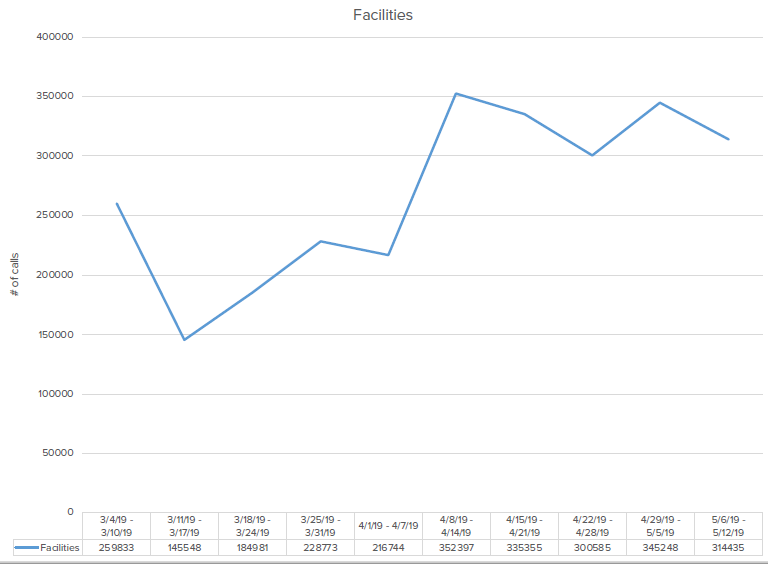 Facilities
400000
350000
300000
250000
200000
150000
100000
50000
0
# of calls
3/4/19 - 3/11/19 - 3/18/19 - 3/25/19 - 4/1/19 - 4/7/19 4/8/19 - 4/15/19 - 4/22/19 - 4/29/19 - 5/6/19 -
3/10/19 3/17/19 3/24/19 3/31/19 4/14/19 4/21/19 4/28/19 5/5/19 5/12/19
Facilities 259833 145548 184981 228773 216744 352397 335355 300585 345248 314435